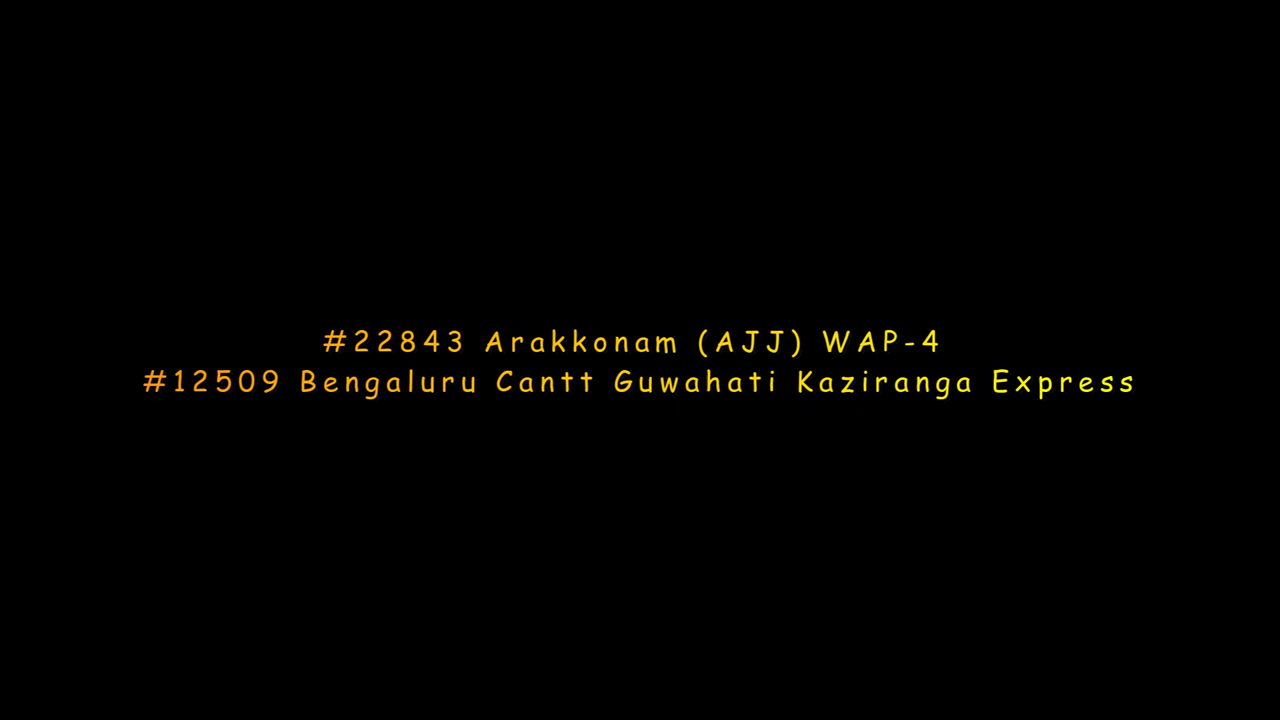 #22843 Arakkonam (AJJ) WAP-4
#12509 Bengaluru Cantt Guwahati Kaziranga Express